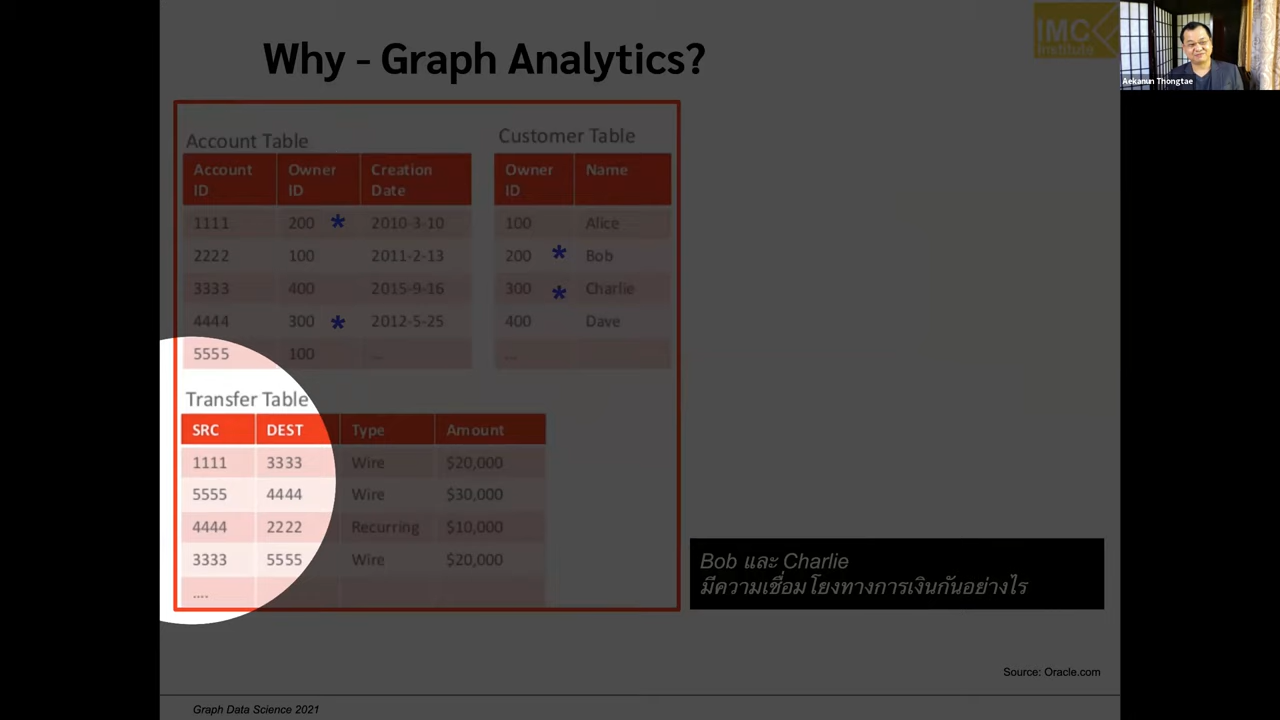 Why - Graph Analytics?
IMC
Institute
Aekanun Thongtae
Account Table
Account ID Owner ID Creation Date
1111 200 * 2010-3-10
2222 100 2011-2-13
3333 400 2015-9-16
4444 300 * 2012-5-25
5555 100 ...
Customer Table
Owner ID Name
100 Alice
200 * Bob
300 * Charlie
400 Dave
...
Transfer Table
SRC DEST Type Amount
1111 3333 Wire $20,000
5555 4444 Wire $30,000
4444 2222 Recurring $10,000
3333 5555 Wire $20,000
....
Bob และ Charlie
มีความเชื่อมโยงทางการเงินกันอย่างไร
Source: Oracle.com
Graph Data Science 2021